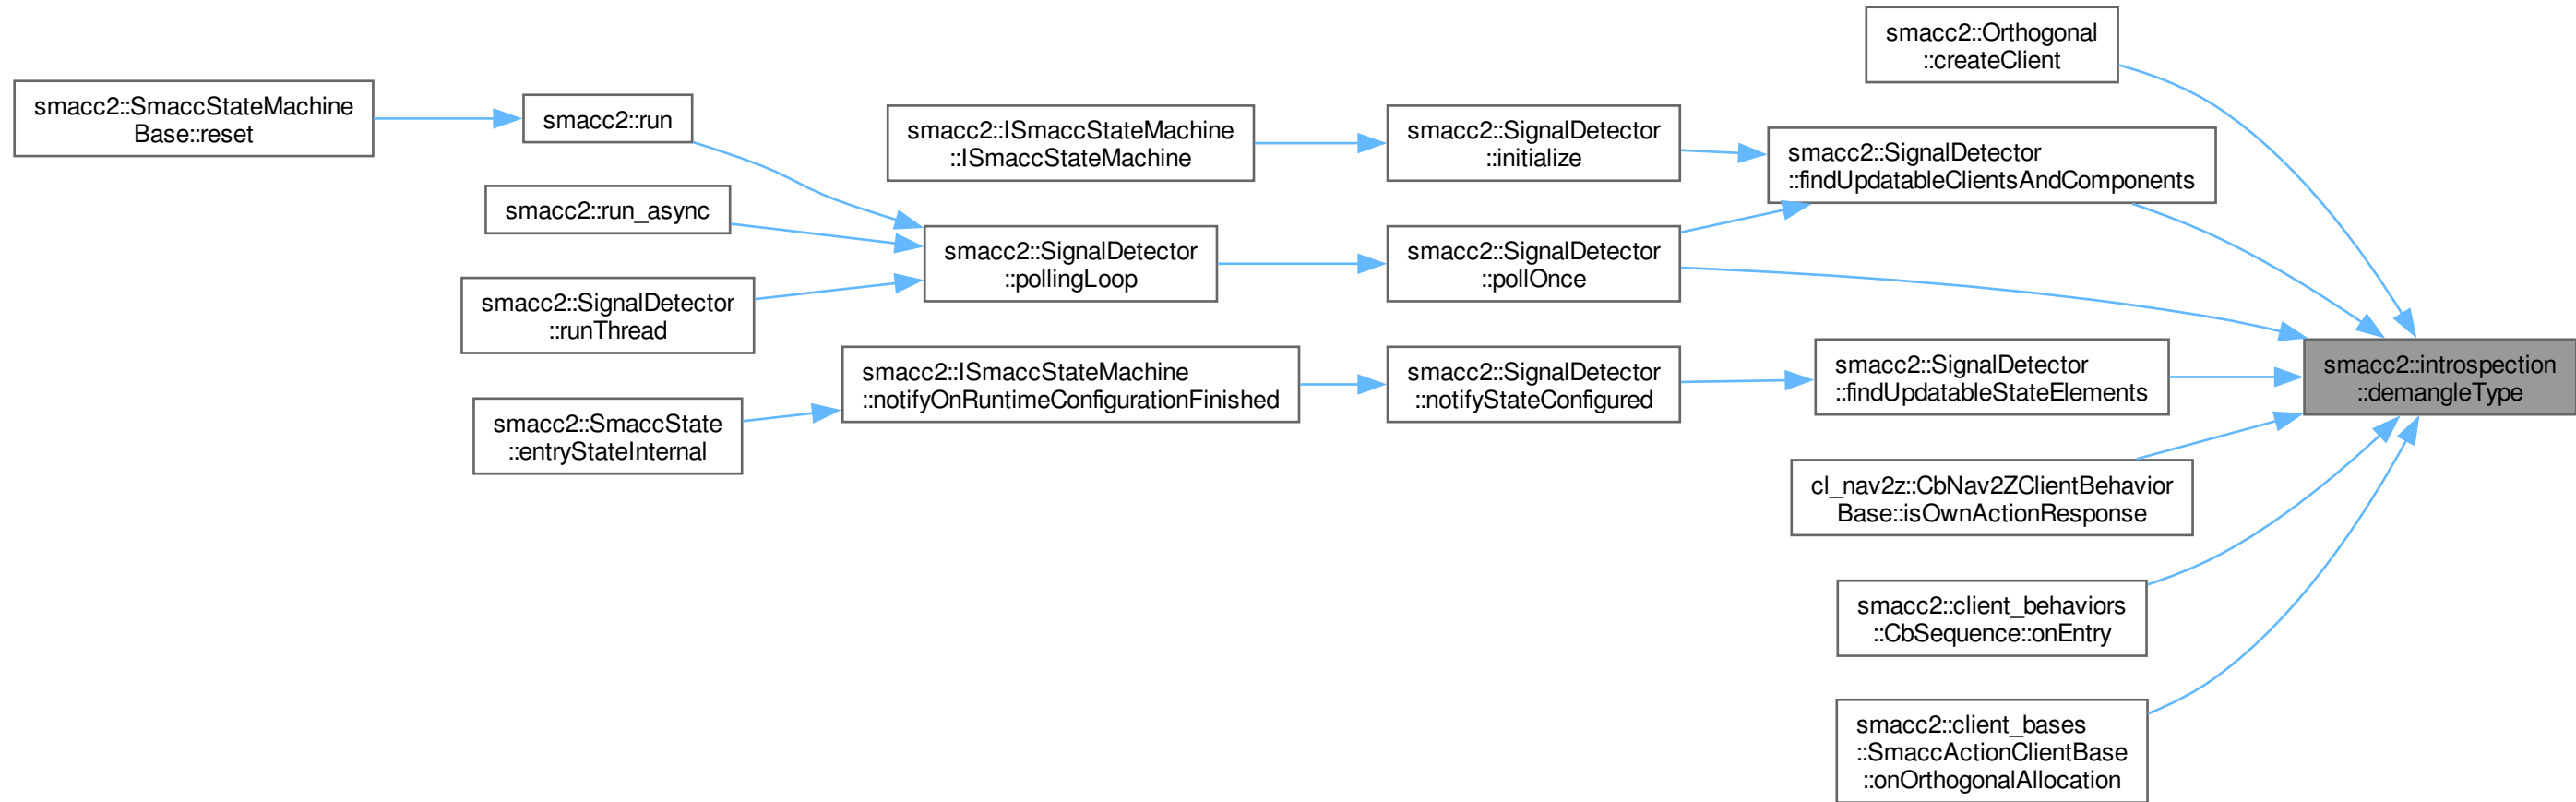 smacc2::SmaccStateMachine
Base::reset
smacc2::run
smacc2::run_async
smacc2::SignalDetector
::runThread
smacc2::SmaccState
::entryStateInternal
smacc2::ISmaccStateMachine
::ISmaccStateMachine
smacc2::SignalDetector
::pollingLoop
smacc2::ISmaccStateMachine
::notifyOnRuntimeConfigurationFinished
smacc2::SignalDetector
::initialize
smacc2::SignalDetector
::pollOnce
smacc2::SignalDetector
::notifyStateConfigured
smacc2::Orthogonal
::createClient
smacc2::SignalDetector
::findUpdatableClientsAndComponents
smacc2::SignalDetector
::findUpdatableStateElements
cl_nav2z::CbNav2ZClientBehavior
Base::isOwnActionResponse
smacc2::client_behaviors
::CbSequence::onEntry
smacc2::client_bases
::SmaccActionClientBase
::onOrthogonalAllocation
smacc2::introspection
::demangleType